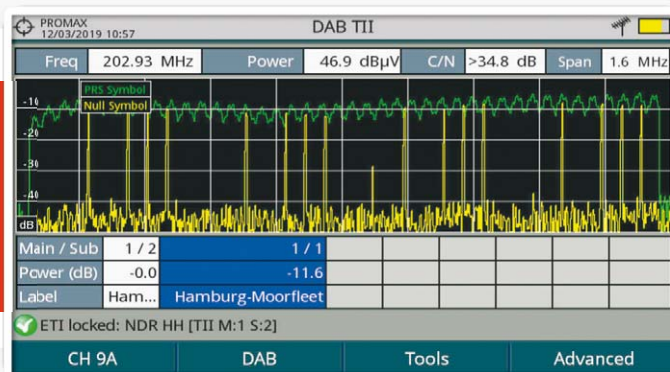 PROMAX
12/03/2019 10:57
DAB TII
Freq 202.93 MHz Power 46.9 dBµV C/N >34.8 dB Span 1.6 MHz
PRS Symbol
Null Symbol
-10
-20
-30
-40
dB
Main / Sub 1 / 2 1 / 1
Power (dB) -0.0 -11.6
Label Ham... Hamburg-Moorfleet
ETI locked: NDR HH [TII M:1 S:2]
CH 9A DAB Tools Advanced